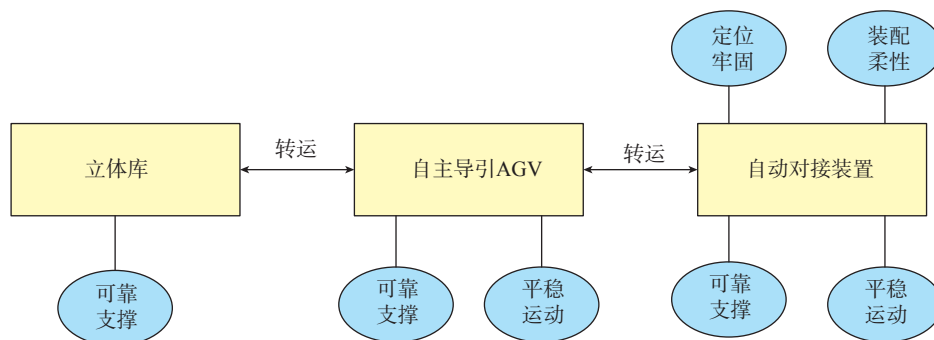 定位
牢固
装配
柔性
立体库
转运
自主导引AGV
转运
自动对接装置
可靠
支撑
可靠
支撑
平稳
运动
可靠
支撑
平稳
运动